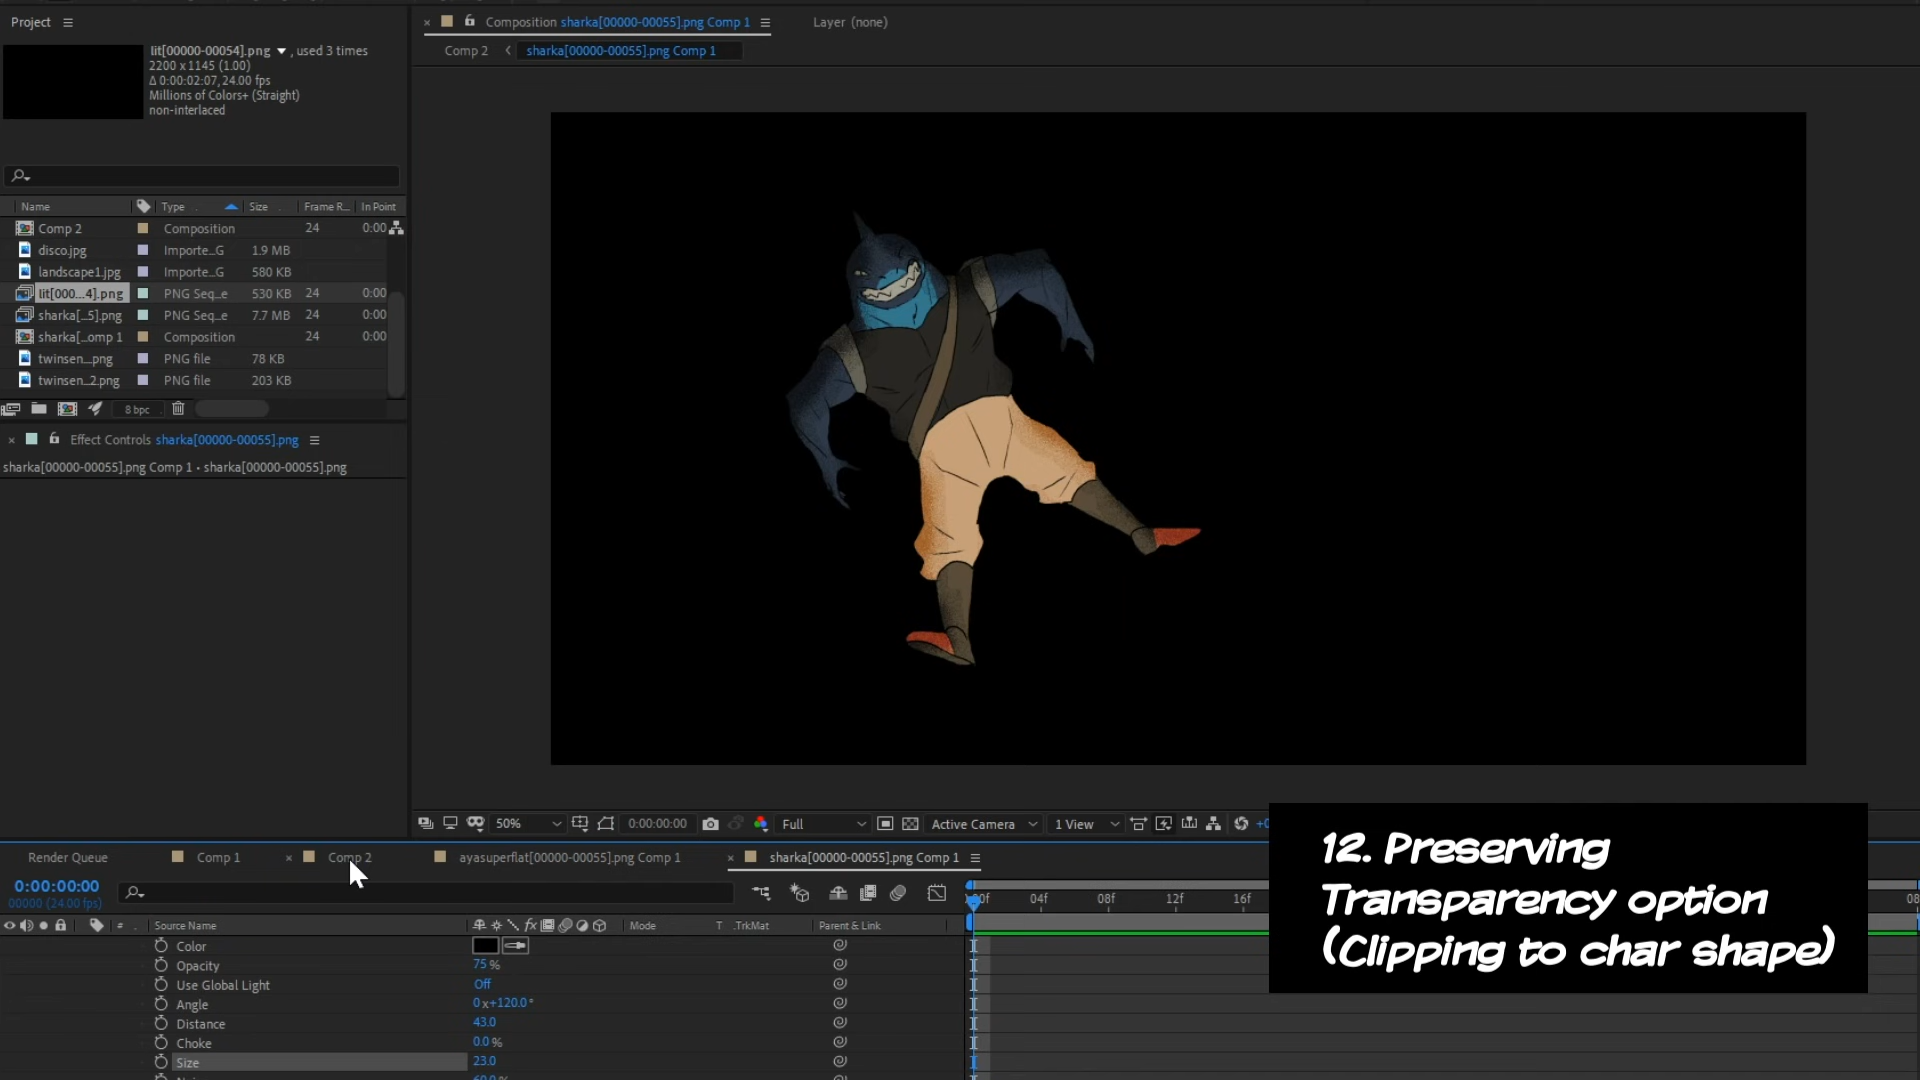 Project
lit[00000-00054].png , used 3 times
2200 x 1145 (1.00)
Δ 0:00:02:07, 24.00 fps
Millions of Colors+ (Straight)
non-interlaced
Name Type Size Frame R... In Point
Comp 2 Composition 24 0:00
disco.jpg Importe...G 1.9 MB
landscape1.jpg Importe...G 580 KB
lit[000...4].png PNG Seq...e 530 KB 24 0:00
sharka[...5].png PNG Seq...e 7.7 MB 24 0:00
sharka[...omp 1 Composition 24 0:00
twinsen...png PNG file 78 KB
twinsen...2.png PNG file 203 KB
8 bpc
Effect Controls sharka[00000-00055].png
sharka[00000-00055].png Comp 1 • sharka[00000-00055].png
Composition sharka[00000-00055].png Comp 1 Layer (none)
Comp 2 < sharka[00000-00055].png Comp 1
50% 0:00:00:00 Full Active Camera 1 View
12. Preserving
Transparency option
(Clipping to char shape)
Render Queue Comp 1 Comp 2 ayasuperflat[00000-00055].png Comp 1 sharka[00000-00055].png Comp 1
0:00:00:00
00000 (24.00 fps)
04f 08f 12f 16f
# Source Name Mode T .TrkMat Parent & Link
Color
Opacity 75 %
Use Global Light Off
Angle 0 x +120.0 °
Distance 43.0
Choke 0.0 %
Size 23.0